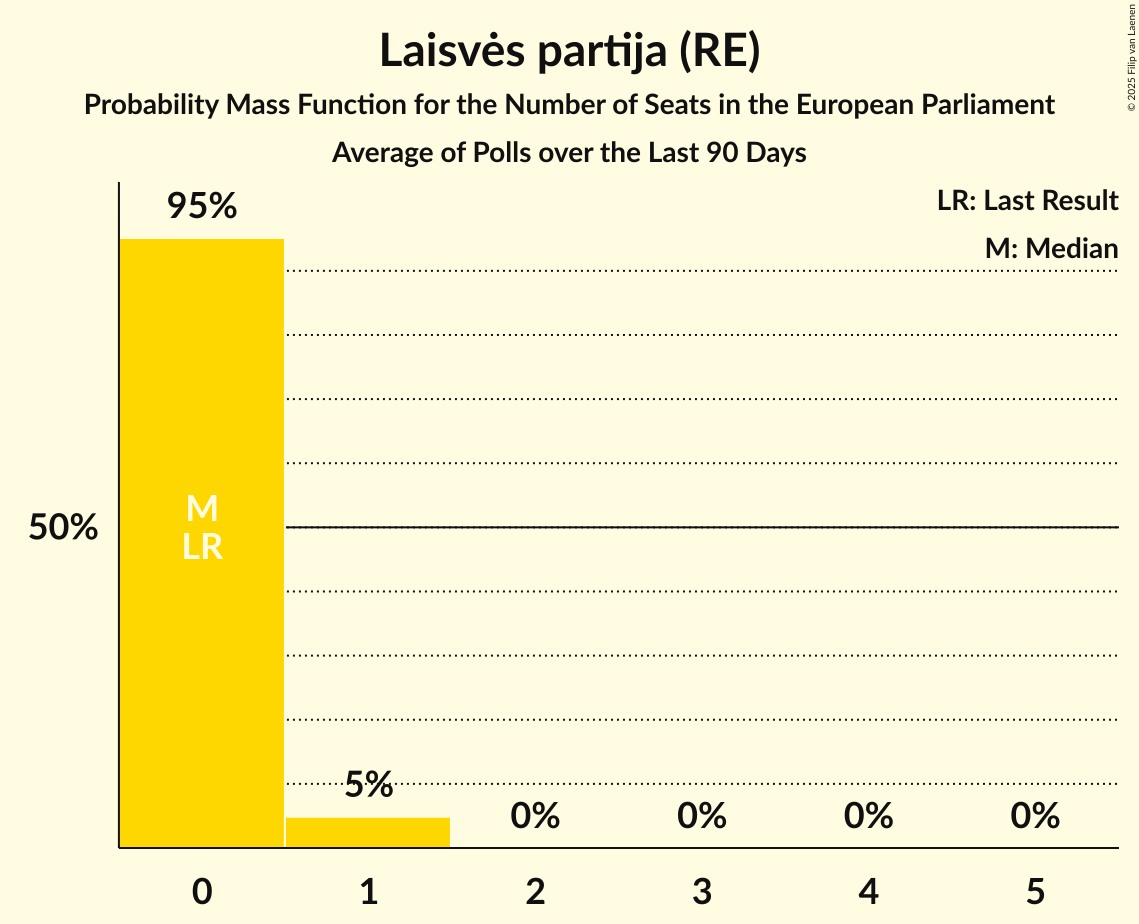 Laisvės partija (RE)
Probability Mass Function for the Number of Seats in the European Parliament
Average of Polls over the Last 90 Days
© 2025 Filip van Laenen
LR: Last Result
M: Median
95%
M
LR
50%
5%
0%
0%
0%
0%
0
1
2
3
4
5